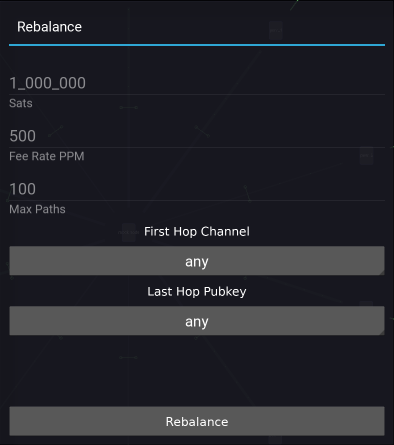 Rebalance
1_000_000
Sats
500
Fee Rate PPM
100
Max Paths
First Hop Channel
any
Last Hop Pubkey
any
Rebalance